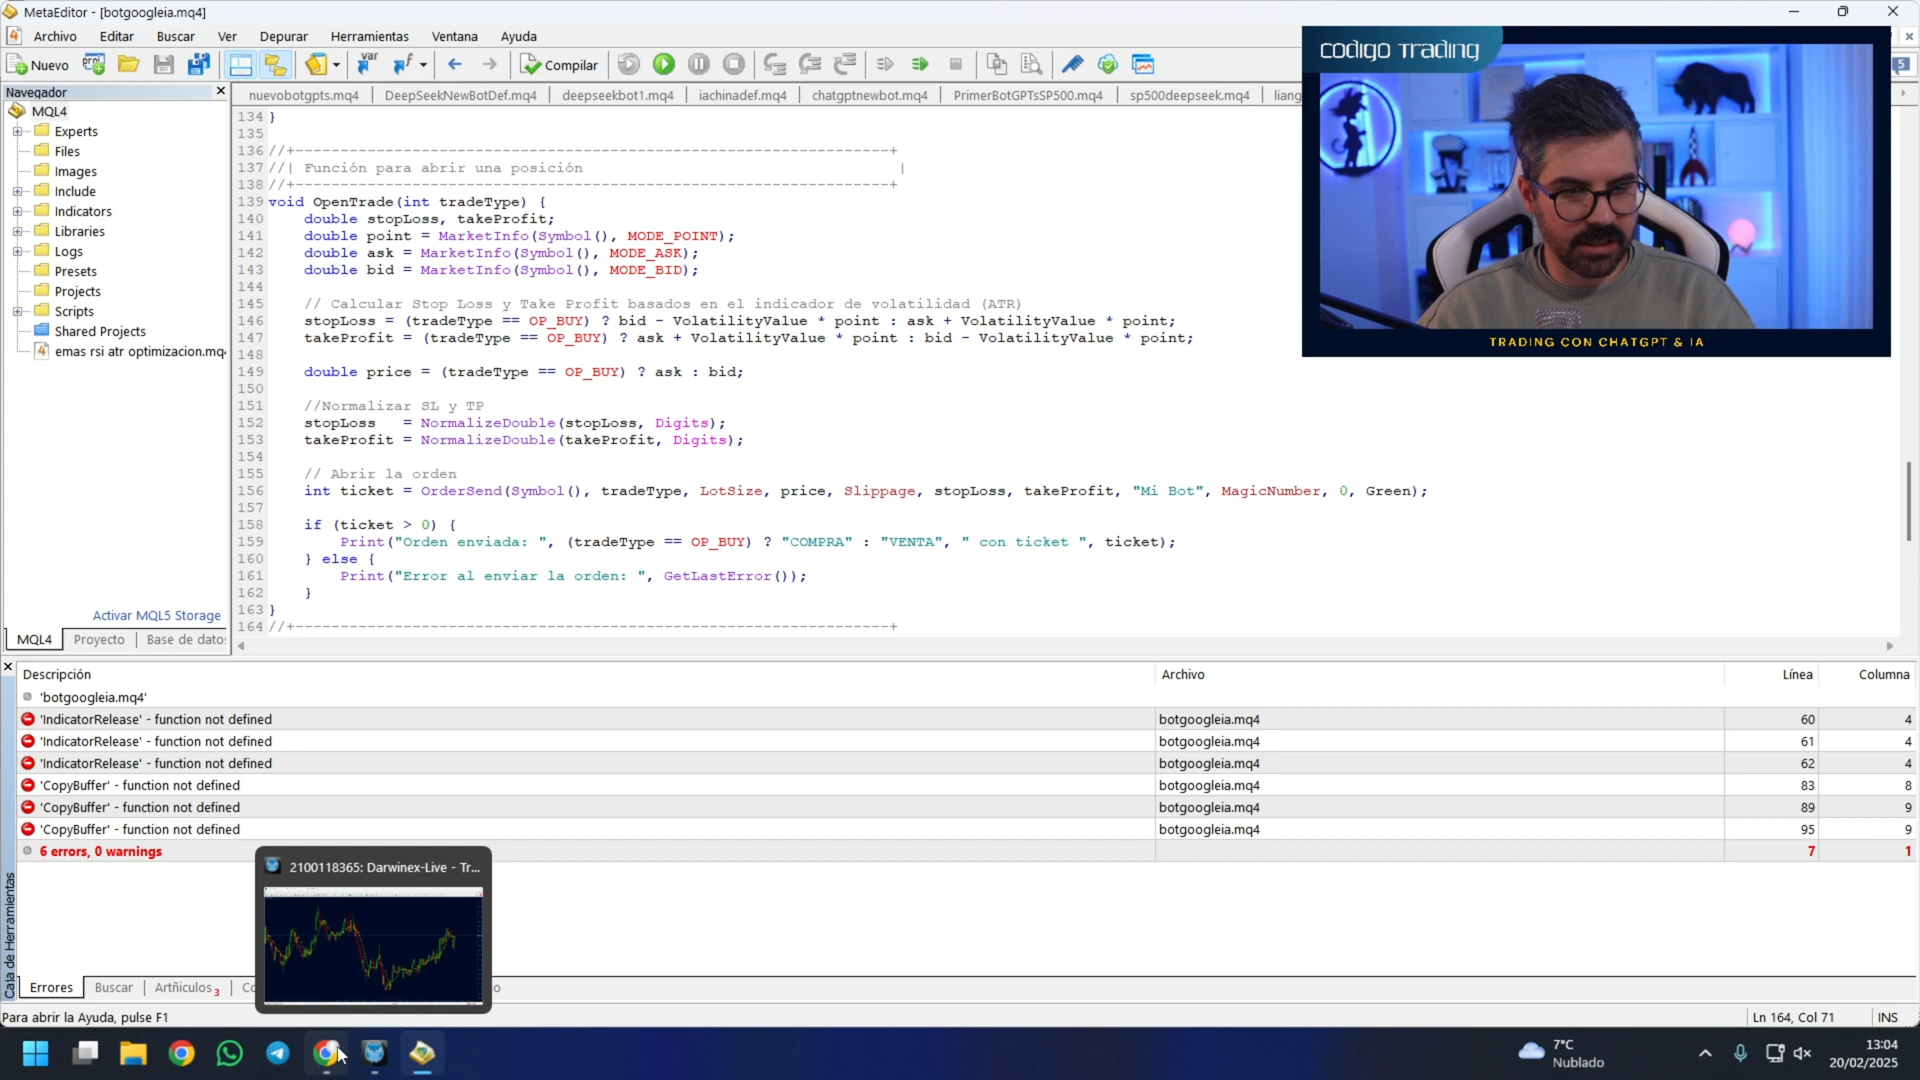 MetaEditor - [botgoogleia.mq4]
Archivo Editar Buscar Ver Depurar Herramientas Ventana Ayuda
Nuevo Compilar
codigo Trading
TRADING CON CHATGPT & IA
Navegador
MQL4
Experts
Files
Images
Include
Indicators
Libraries
Logs
Presets
Projects
Scripts
Shared Projects
emas rsi atr optimizacion.mq
Activar MQL5 Storage
MQL4 Proyecto Base de dato
nuevobotgpts.mq4 DeepSeekNewBotDef.mq4 deepseekbot1.mq4 iachinadef.mq4 chatgptnewbot.mq4 PrimerBotGPTsSP500.mq4 sp500deepseek.mq4 liang
134 }
135
136 //+------------------------------------------------------------------+
137 //| Función para abrir una posición |
138 //+------------------------------------------------------------------+
139 void OpenTrade(int tradeType) {
140 double stopLoss, takeProfit;
141 double point = MarketInfo(Symbol(), MODE_POINT);
142 double ask = MarketInfo(Symbol(), MODE_ASK);
143 double bid = MarketInfo(Symbol(), MODE_BID);
144
145 // Calcular Stop Loss y Take Profit basados en el indicador de volatilidad (ATR)
146 stopLoss = (tradeType == OP_BUY) ? bid - VolatilityValue * point : ask + VolatilityValue * point;
147 takeProfit = (tradeType == OP_BUY) ? ask + VolatilityValue * point : bid - VolatilityValue * point;
148
149 double price = (tradeType == OP_BUY) ? ask : bid;
150
151 //Normalizar SL y TP
152 stopLoss = NormalizeDouble(stopLoss, Digits);
153 takeProfit = NormalizeDouble(takeProfit, Digits);
154
155 // Abrir la orden
156 int ticket = OrderSend(Symbol(), tradeType, LotSize, price, Slippage, stopLoss, takeProfit, "Mi Bot", MagicNumber, 0, Green);
157
158 if (ticket > 0) {
159 Print("Orden enviada: ", (tradeType == OP_BUY) ? "COMPRA" : "VENTA", " con ticket ", ticket);
160 } else {
161 Print("Error al enviar la orden: ", GetLastError());
162 }
163 }
164 //+------------------------------------------------------------------+
Descripción Archivo Línea Columna
'botgoogleia.mq4'
'IndicatorRelease' - function not defined botgoogleia.mq4 60 4
'IndicatorRelease' - function not defined botgoogleia.mq4 61 4
'IndicatorRelease' - function not defined botgoogleia.mq4 62 4
'CopyBuffer' - function not defined botgoogleia.mq4 83 8
'CopyBuffer' - function not defined botgoogleia.mq4 89 9
'CopyBuffer' - function not defined botgoogleia.mq4 95 9
6 errors, 0 warnings 7 1
2100118365: Darwinex-Live - Tr...
Caja de Herramientas
Errores Buscar Artñiculos 3
Para abrir la Ayuda, pulse F1
Ln 164, Col 71 INS
7°C
Nublado
13:04
20/02/2025